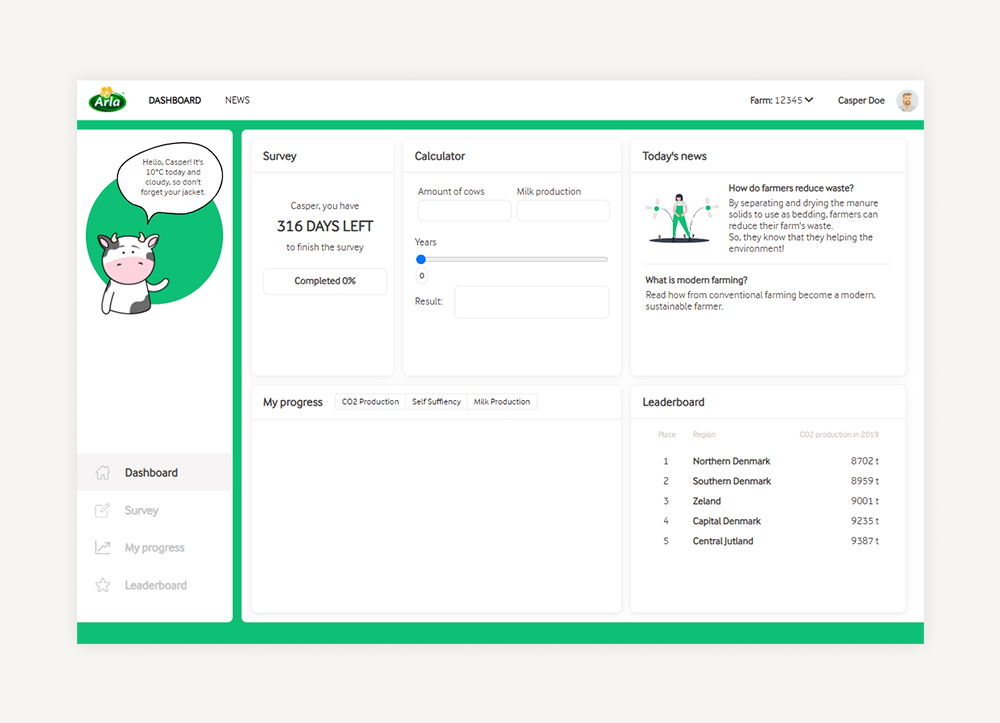 Arla
DASHBOARD
NEWS
Farm: 12345
Casper Doe
Hello, Casper! It's
10°C today and
cloudy, so don't
forget your jacket.
Dashboard
Survey
My progress
Leaderboard
Survey
Casper, you have
316 DAYS LEFT
to finish the survey
Completed 0%
Calculator
Amount of cows
Milk production
Years
0
Result:
Today's news
How do farmers reduce waste?
By separating and drying the manure
solids to use as bedding, farmers can
reduce their farm's waste.
So, they know that they helping the
environment!
What is modern farming?
Read how from conventional farming become a modern,
sustainable farmer.
My progress
CO2 Production
Self Suffiency
Milk Production
Leaderboard
Place Region CO2 production in 2019
1 Northern Denmark 8702 t
2 Southern Denmark 8959 t
3 Zeland 9001 t
4 Capital Denmark 9235 t
5 Central Jutland 9387 t